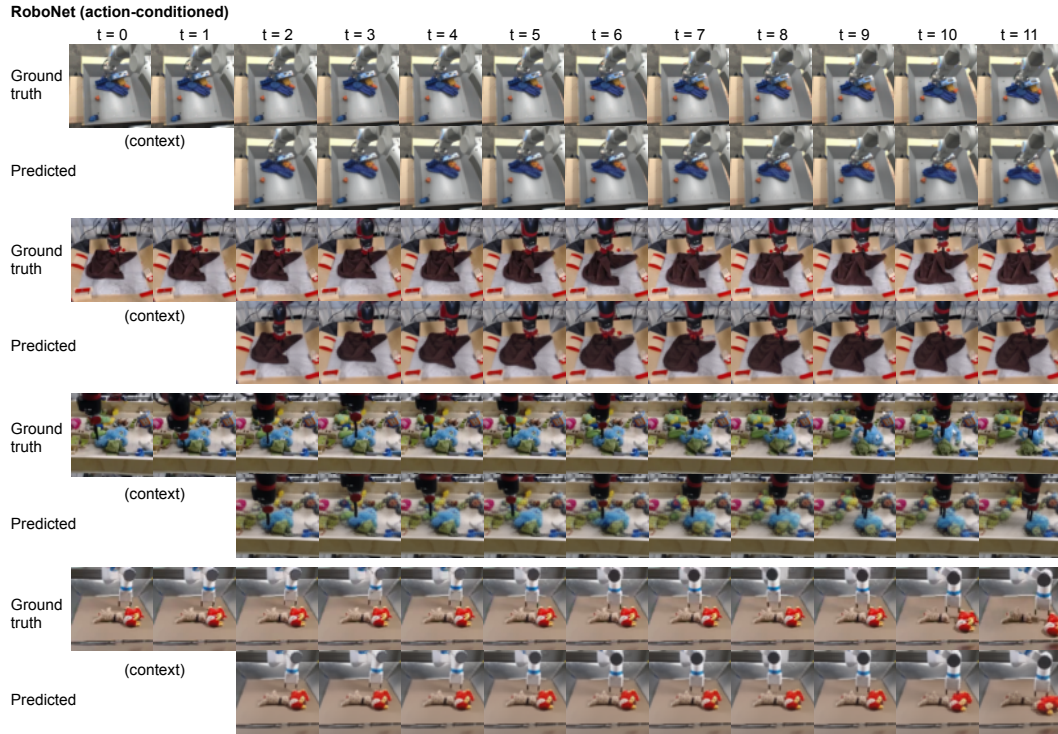 RoboNet (action-conditioned)
t = 0 t = 1 t = 2 t = 3 t = 4 t = 5 t = 6 t = 7 t = 8 t = 9 t = 10 t = 11
Ground
truth
(context)
Predicted
Ground
truth
(context)
Predicted
Ground
truth
(context)
Predicted
Ground
truth
(context)
Predicted